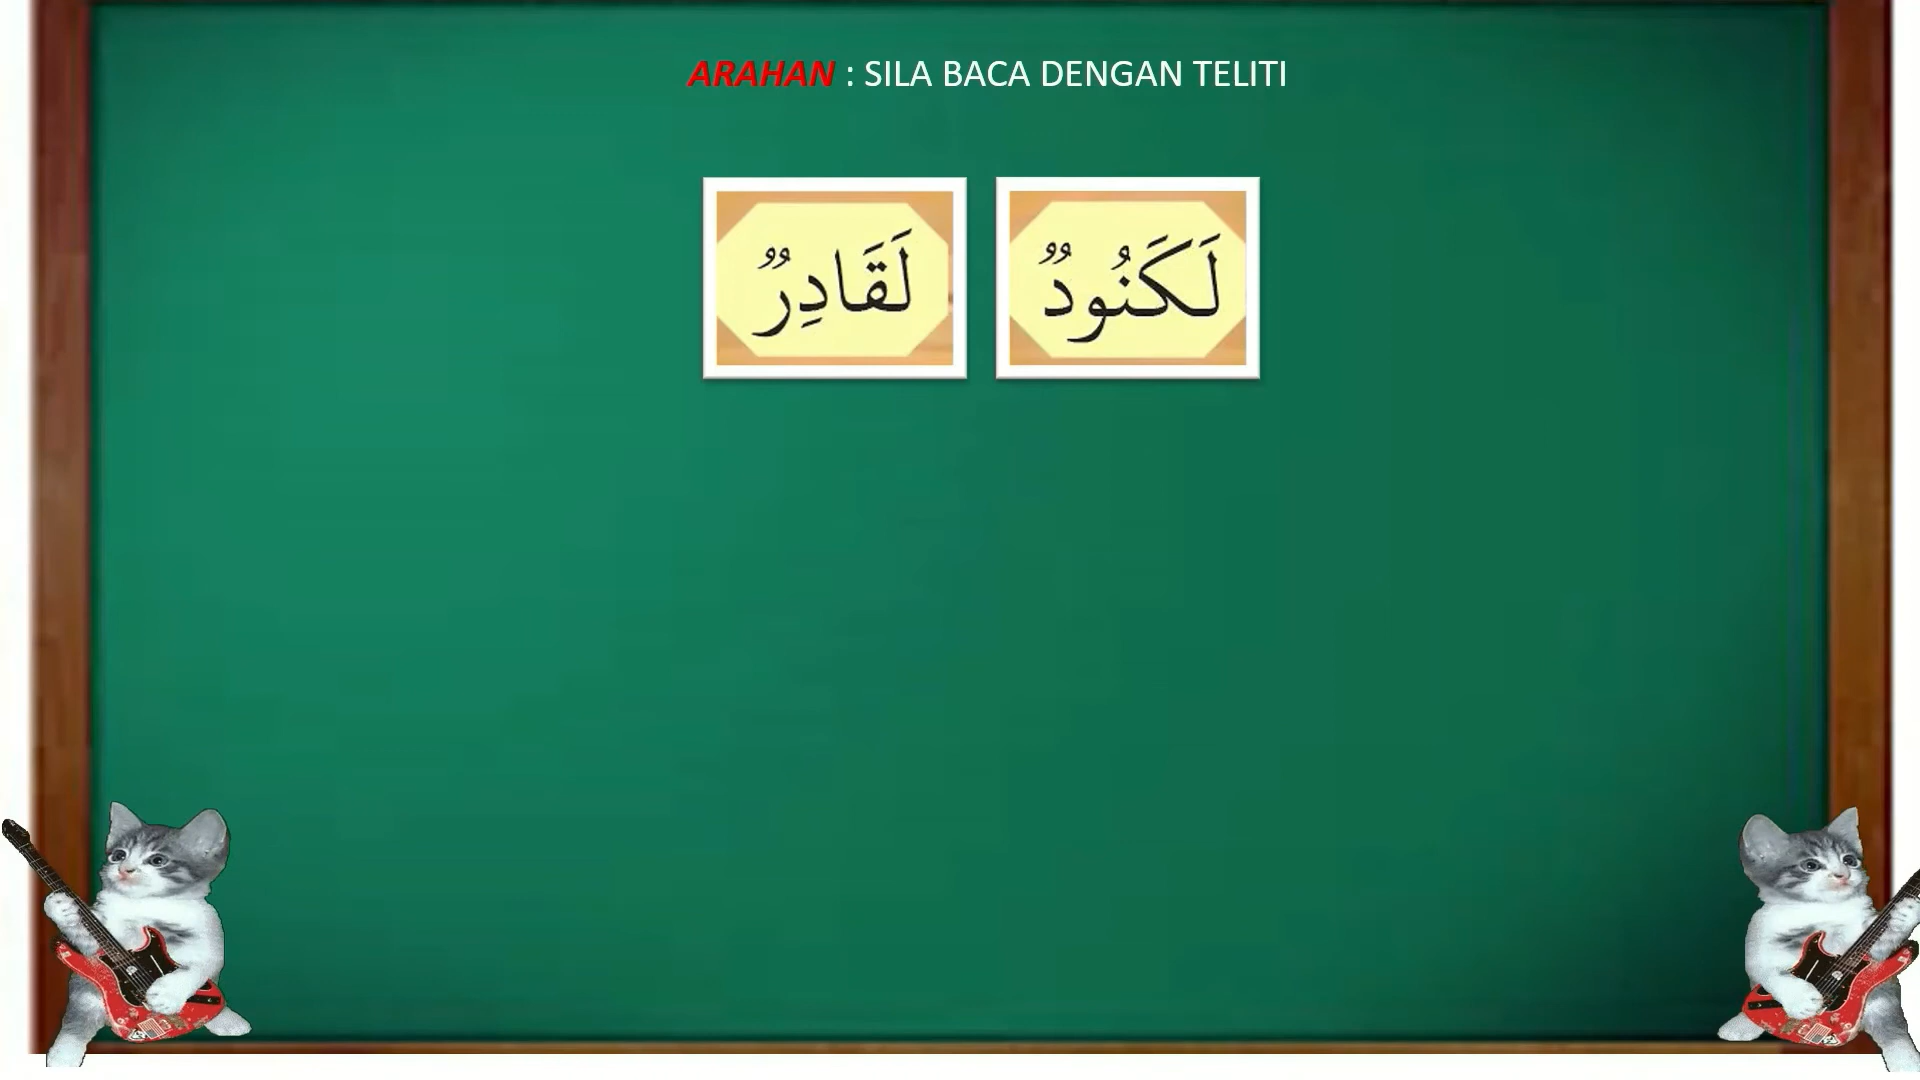 ARAHAN : SILA BACA DENGAN TELITI
لَكَنُودٌ لَقَادِرٌ